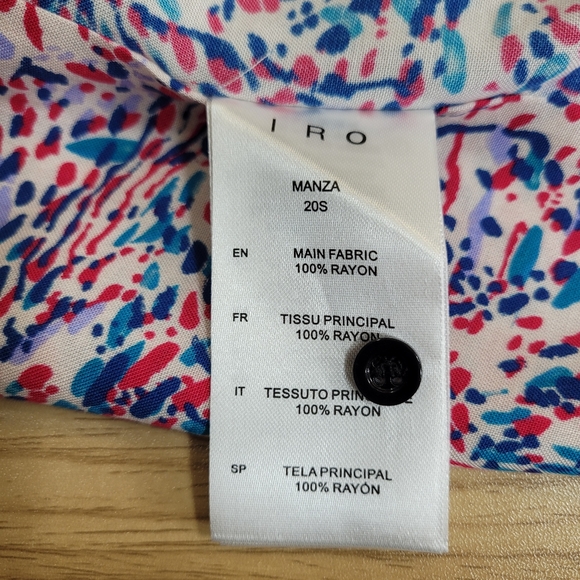 IRO
MANZA
20S
EN MAIN FABRIC
100% RAYON
FR TISSU PRINCIPAL
100% RAYON
IT TESSUTO
100% RAYON
SP TELA PRINCIPAL
100% RAYÓN